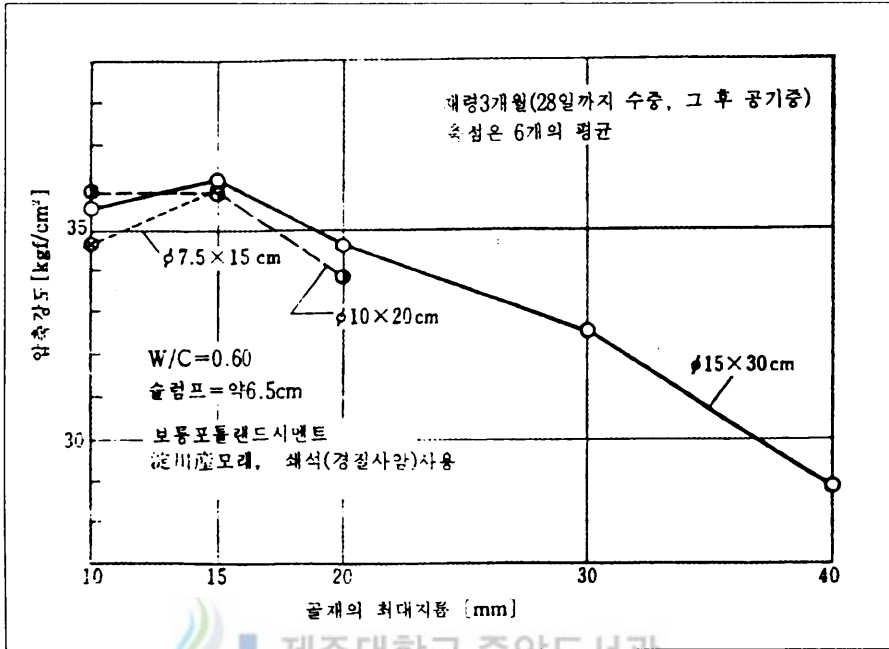 재령3개월(28일까지 수중, 그 후 공기중)
측점은 6개의 평균
압축강도[kgf/cm²]
35
30
φ7.5×15 cm
φ10×20cm
φ15×30cm
W/C=0.60
슬럼프=약6.5cm
보통포틀랜드시멘트
淀川産모래, 쇄석(경질사암)사용
10
15
20
30
40
골재의 최대지름 [mm]
제주대학교 중앙도서관